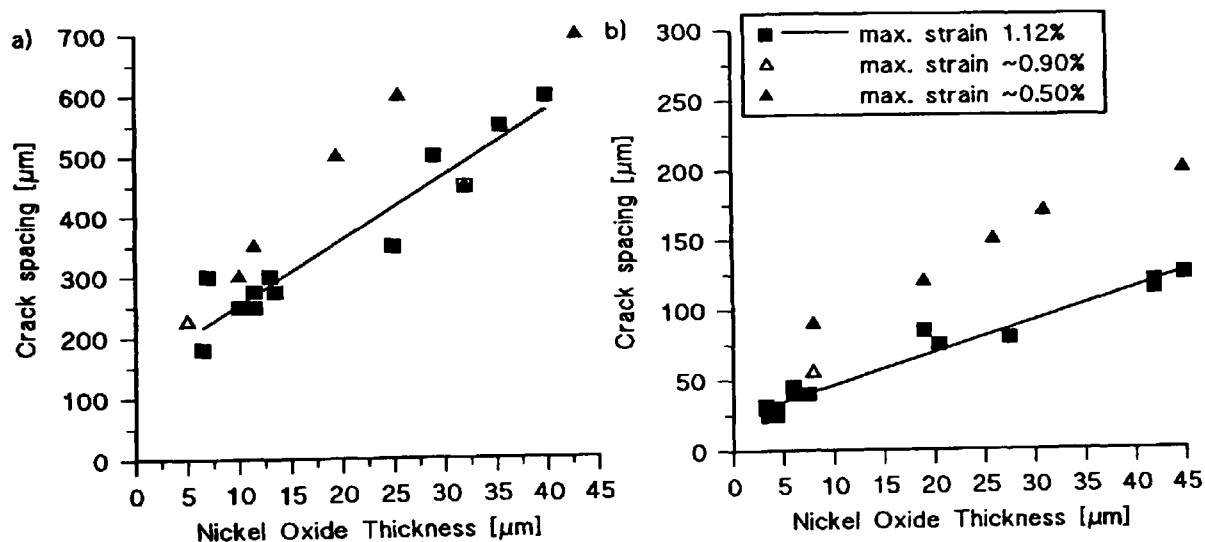 a)
700
600
500
400
300
200
100
0
Crack spacing [µm]
0 5 10 15 20 25 30 35 40 45
Nickel Oxide Thickness [µm]
b)
300
250
200
150
100
50
0
Crack spacing [µm]
0 5 10 15 20 25 30 35 40 45
Nickel Oxide Thickness [µm]
max. strain 1.12%
max. strain ~0.90%
max. strain ~0.50%